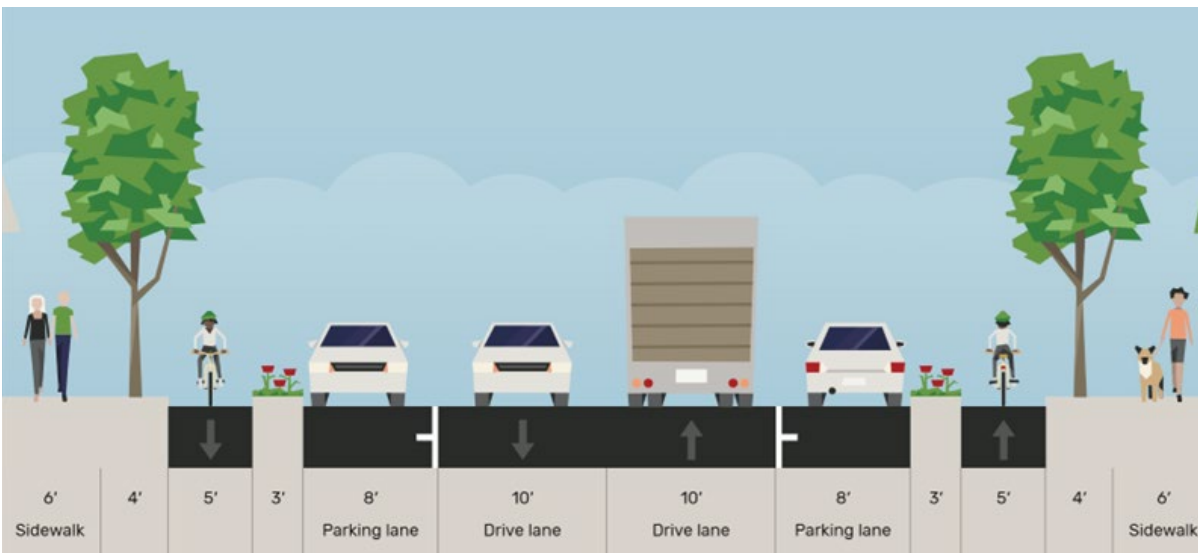 6' 4' 5' 3' 8' 10' 10' 8' 3' 5' 4' 6'
Sidewalk Parking lane Drive lane Drive lane Parking lane Sidewalk